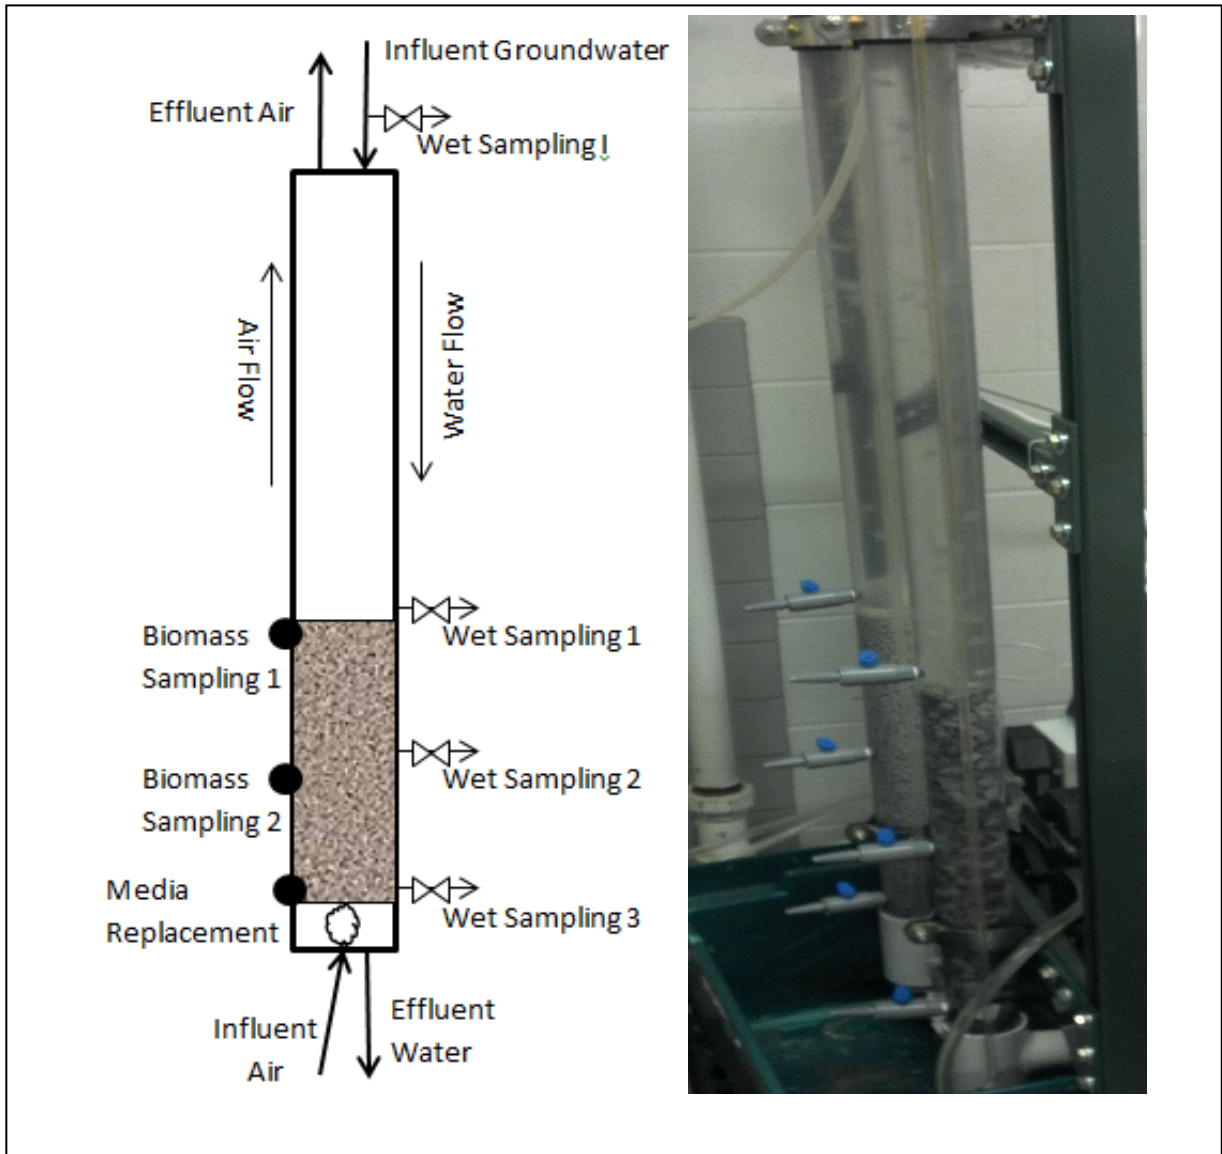 Influent Groundwater
Effluent Air
Wet Sampling I
Air Flow
Water Flow
Biomass
Sampling 1
Wet Sampling 1
Biomass
Sampling 2
Wet Sampling 2
Media
Replacement
Wet Sampling 3
Influent
Air
Effluent
Water